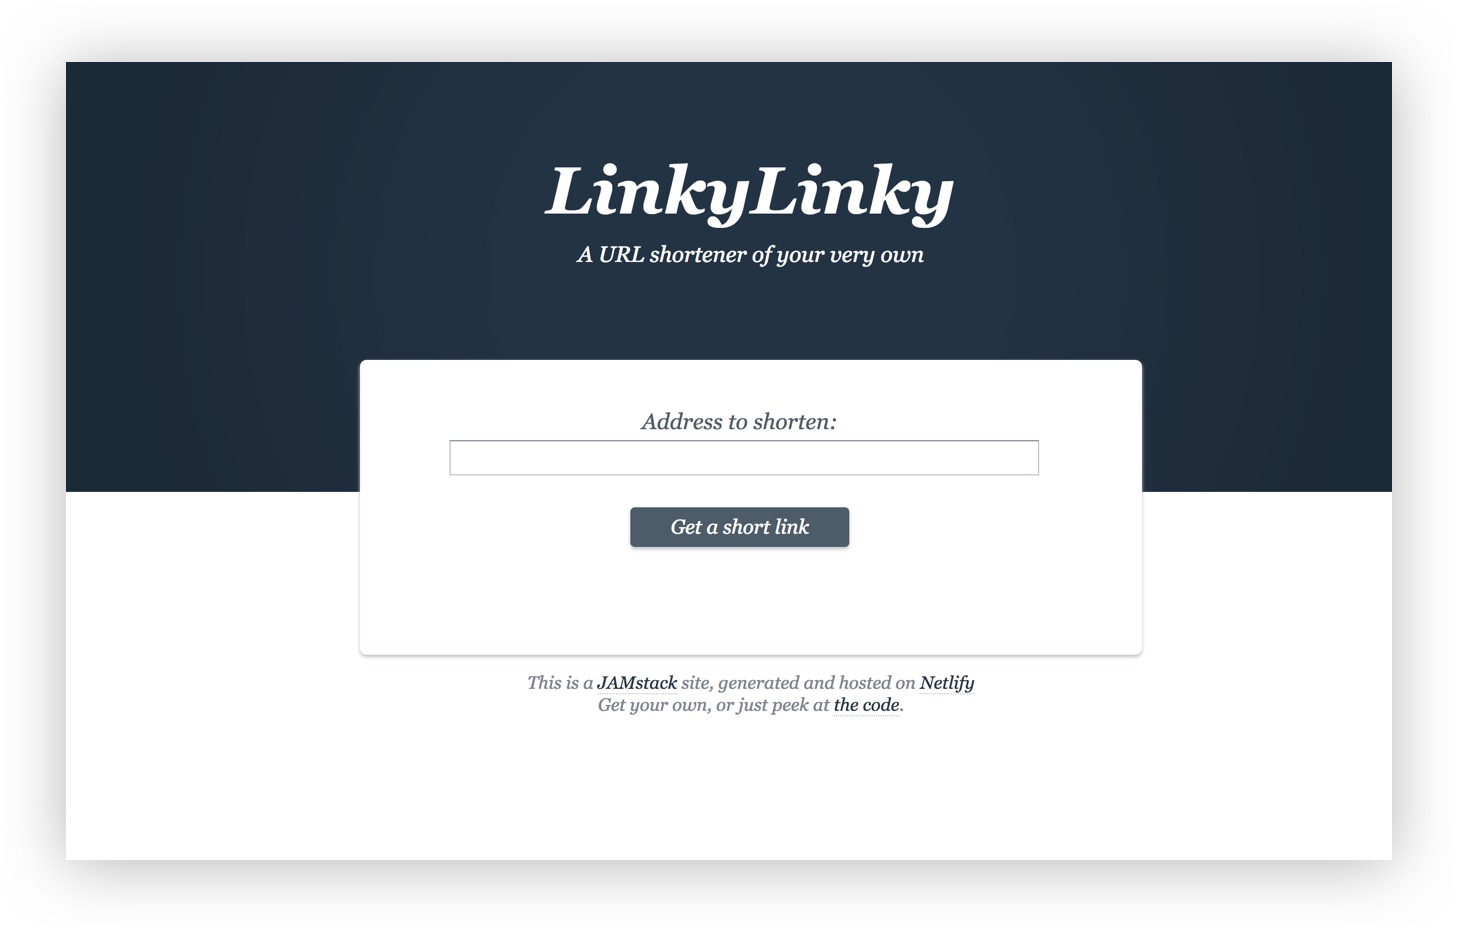 LinkyLinky
A URL shortener of your very own
Address to shorten:
Get a short link
This is a JAMstack site, generated and hosted on Netlify
Get your own, or just peek at the code.